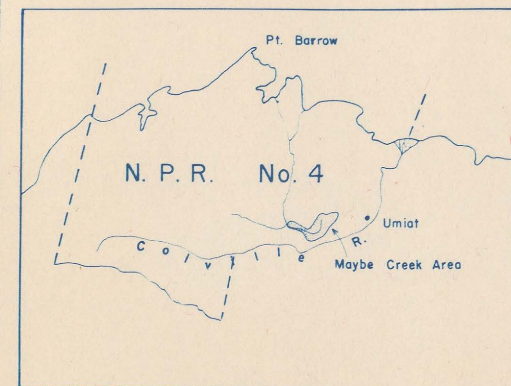 Pt. Barrow
N. P. R. No. 4
Umiat
Colville R.
Maybe Creek Area